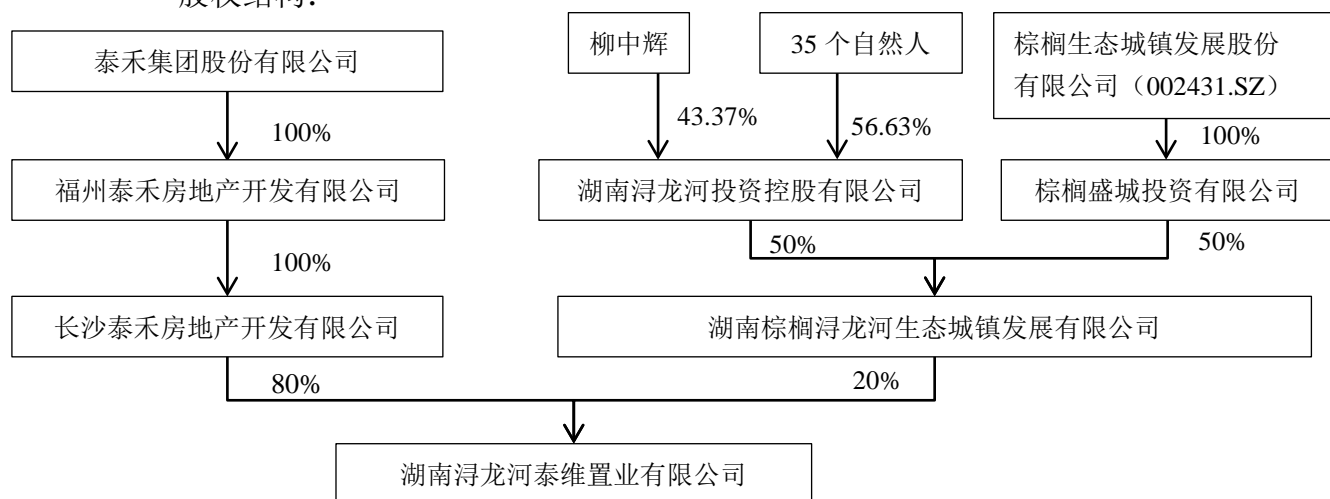 股权结构：
泰禾集团股份有限公司
柳中辉
35 个自然人
棕榈生态城镇发展股份
有限公司（002431.SZ）
100%
43.37%
56.63%
100%
福州泰禾房地产开发有限公司
湖南浔龙河投资控股有限公司
棕榈盛城投资有限公司
100%
50%
50%
长沙泰禾房地产开发有限公司
湖南棕榈浔龙河生态城镇发展有限公司
80%
20%
湖南浔龙河泰维置业有限公司